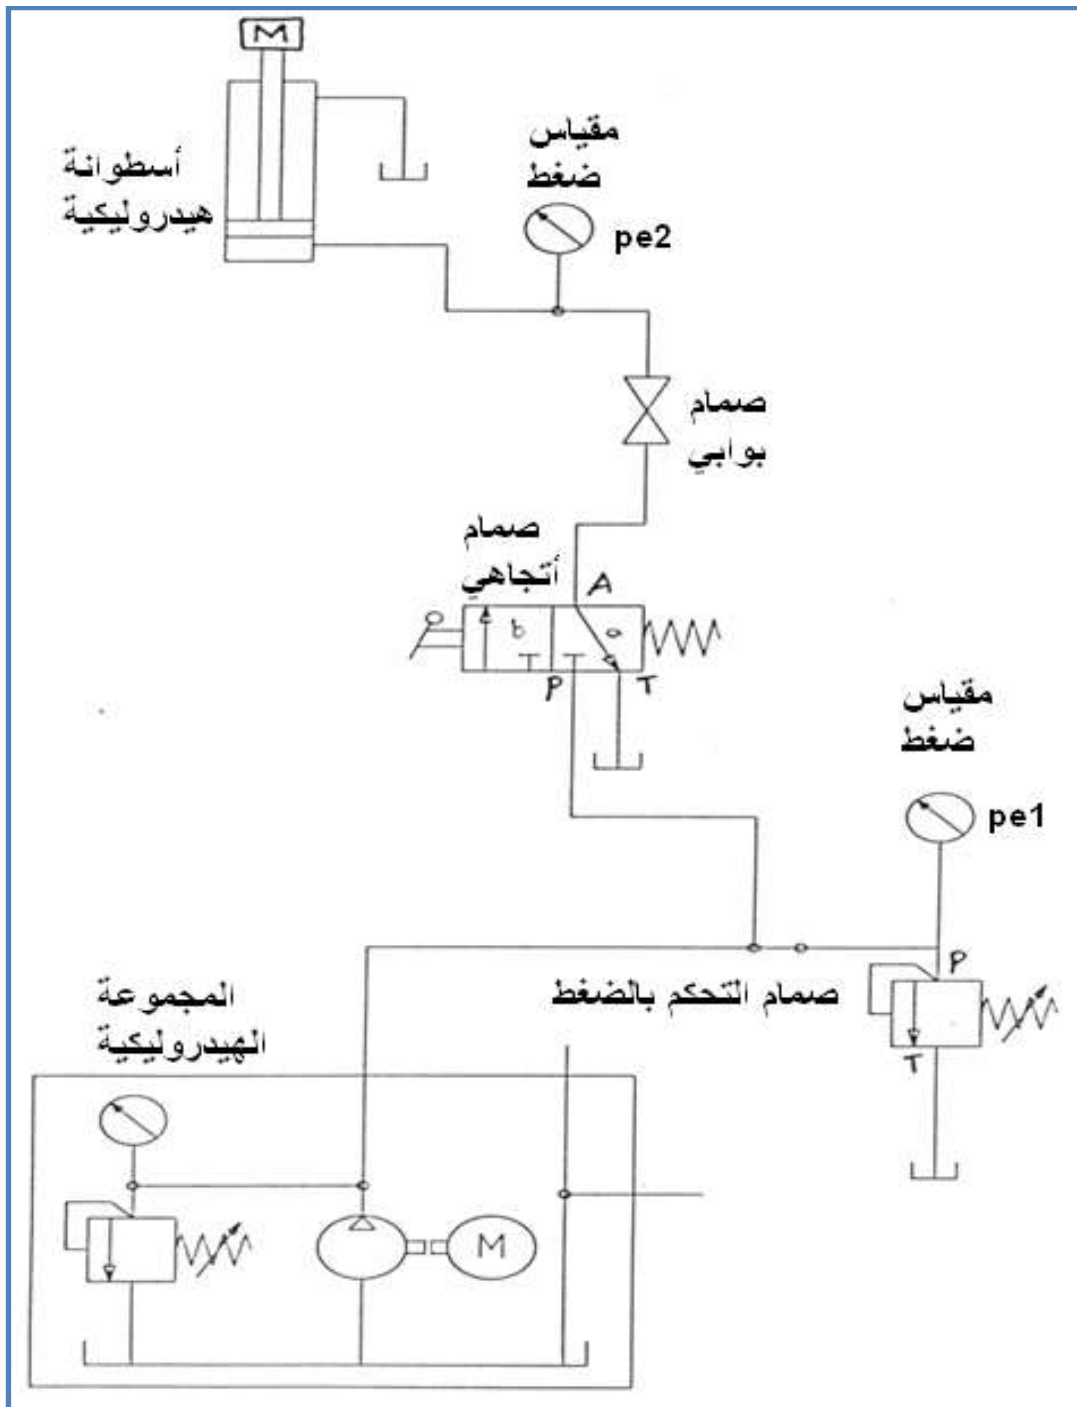 M
أسطوانة
هيدروليكية
مقياس
ضغط
pe2
صمام
بوابي
صمام
أتجاهي
A
b
a
P
T
مقياس
ضغط
pe1
P
صمام التحكم بالضغط
T
المجموعة
الهيدروليكية
M